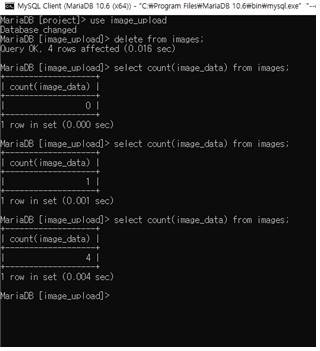 MySQL Client (MariaDB 10.6 (x64)) - "C:₩Program Files₩MariaDB 10.6₩bin₩mysql.exe" "--
MariaDB [project]> use image_upload
Database changed
MariaDB [image_upload]> delete from images;
Query OK, 4 rows affected (0.016 sec)
MariaDB [image_upload]> select count(image_data) from images;
+-------------------+
| count(image_data) |
+-------------------+
|                 0 |
+-------------------+
1 row in set (0.000 sec)
MariaDB [image_upload]> select count(image_data) from images;
+-------------------+
| count(image_data) |
+-------------------+
|                 1 |
+-------------------+
1 row in set (0.001 sec)
MariaDB [image_upload]> select count(image_data) from images;
+-------------------+
| count(image_data) |
+-------------------+
|                 4 |
+-------------------+
1 row in set (0.004 sec)
MariaDB [image_upload]>